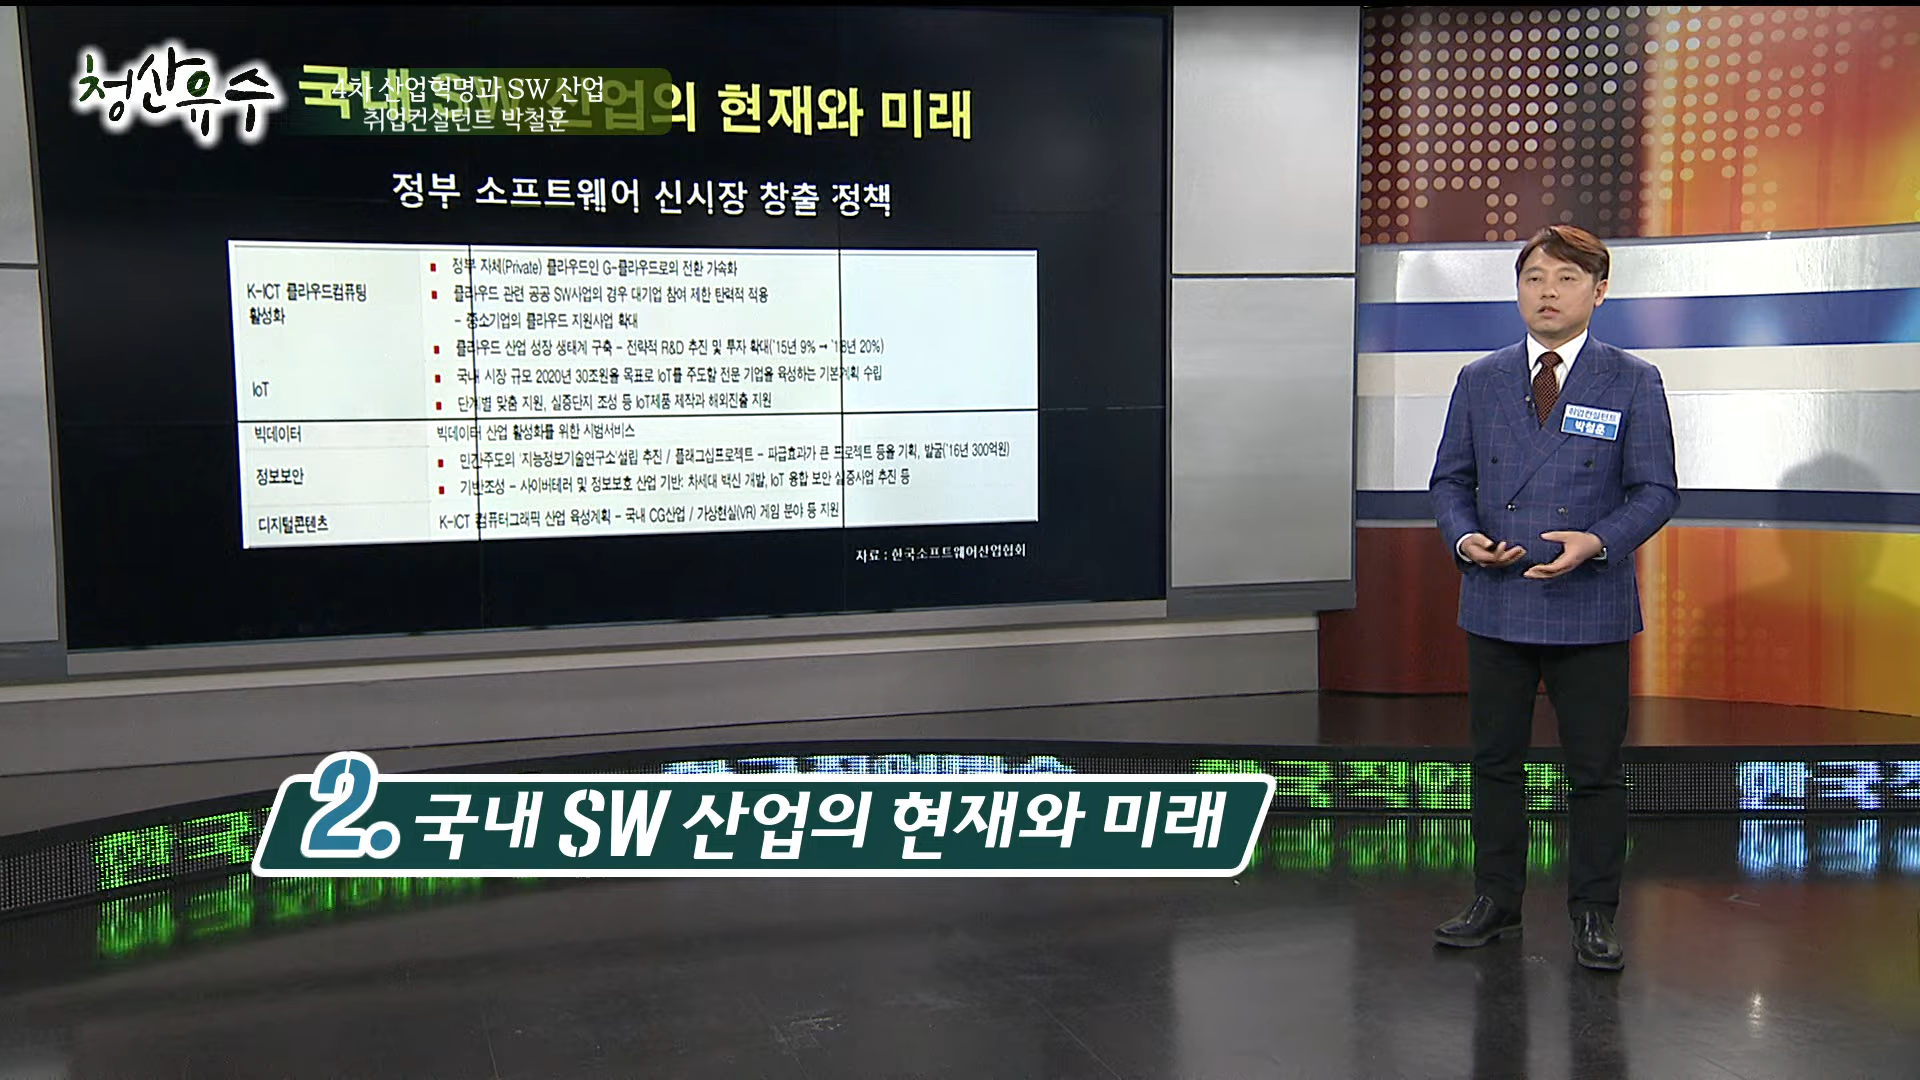 청산유수
4차 산업혁명과 SW 산업
취업컨설턴트 박철훈
국내 SW 산업의 현재와 미래
정부 소프트웨어 신시장 창출 정책
K-ICT 클라우드컴퓨팅
활성화
정부 자체(Private) 클라우드인 G-클라우드로의 전환 가속화
클라우드 관련 공공 SW사업의 경우 대기업 참여 제한 탄력적 적용
- 중소기업의 클라우드 지원사업 확대
클라우드 산업 성장 생태계 구축 - 전략적 R&D 추진 및 투자 확대('15년 9% → '18년 20%)
IoT
국내 시장 규모 2020년 30조원을 목표로 IoT를 주도할 전문 기업을 육성하는 기본계획 수립
단계별 맞춤 지원, 실증단지 조성 등 IoT제품 제작과 해외진출 지원
빅데이터
빅데이터 산업 활성화를 위한 시범서비스
정보보안
민간주도의 '지능정보기술연구소'설립 추진 / 플래그십프로젝트 - 파급효과가 큰 프로젝트 등을 기획, 발굴('16년 300억원)
기반조성 - 사이버테러 및 정보보호 산업 기반: 차세대 백신 개발, IoT 융합 보안 실증사업 추진 등
디지털콘텐츠
K-ICT 컴퓨터그래픽 산업 육성계획 - 국내 CG산업 / 가상현실(VR) 게임 분야 등 지원
자료 : 한국소프트웨어산업협회
취업컨설턴트
박철훈
2. 국내 SW 산업의 현재와 미래